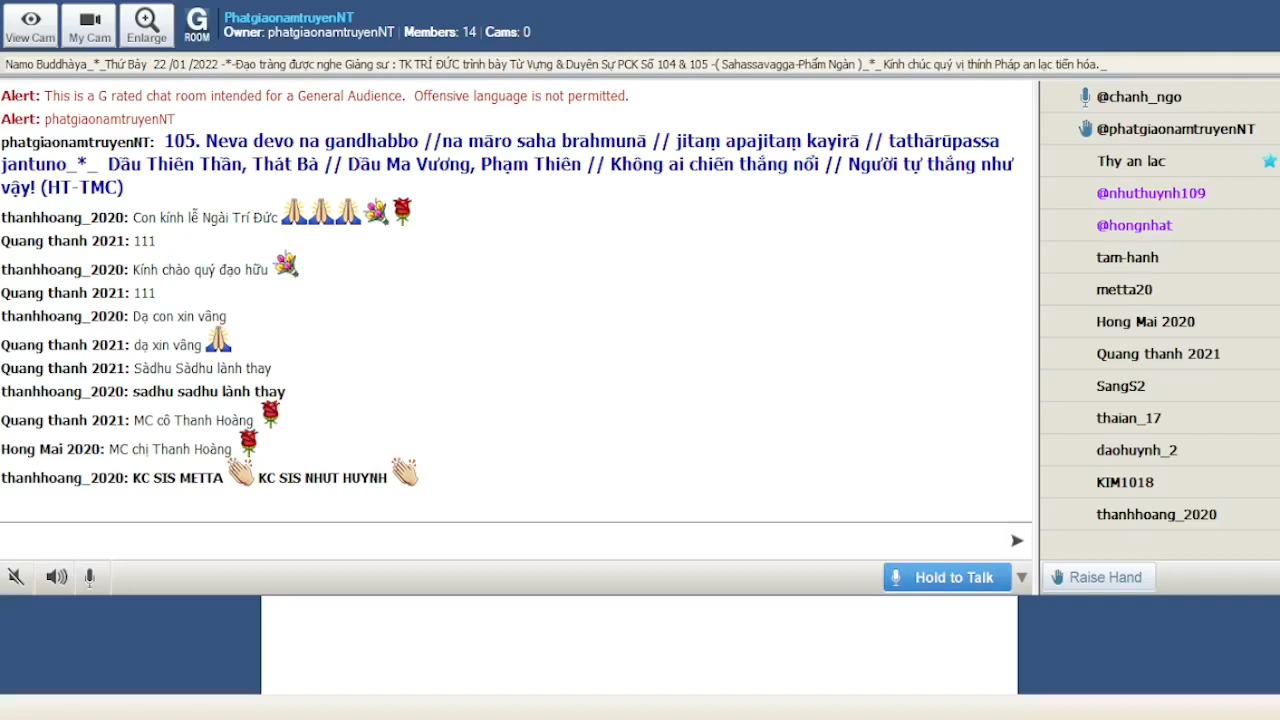 View Cam
My Cam
Enlarge
G ROOM
PhatgiaonamtruyenNT
Owner: phatgiaonamtruyenNT | Members: 14 | Cams: 0
Namo Buddhàya_*_Thứ Bảy 22 /01 /2022 -*-Đạo tràng được nghe Giảng sư : TK TRÍ ĐỨC trình bày Từ Vựng & Duyên Sự PCK Số 104 & 105 -( Sahassavagga-Phẩm Ngàn )_*_ Kính chúc quý vị thính Pháp an lạc tiến hóa._
Alert: This is a G rated chat room intended for a General Audience. Offensive language is not permitted.
Alert: phatgiaonamtruyenNT
phatgiaonamtruyenNT: 105. Neva devo na gandhabbo //na māro saha brahmunā // jitaṃ apajitaṃ kayirā // tathārūpassa
jantuno_*_ Dầu Thiên Thần, Thát Bà // Dầu Ma Vương, Phạm Thiên // Không ai chiến thắng nổi // Người tự thắng như
vậy! (HT-TMC)
thanhhoang_2020: Con kính lễ Ngài Trí Đức
Quang thanh 2021: 111
thanhhoang_2020: Kính chào quý đạo hữu
Quang thanh 2021: 111
thanhhoang_2020: Dạ con xin vâng
Quang thanh 2021: dạ xin vâng
Quang thanh 2021: Sàdhu Sàdhu lành thay
thanhhoang_2020: sadhu sadhu lành thay
Quang thanh 2021: MC cô Thanh Hoàng
Hong Mai 2020: MC chị Thanh Hoàng
thanhhoang_2020: KC SIS METTA KC SIS NHUT HUYNH
Hold to Talk
@chanh_ngo
@phatgiaonamtruyenNT
Thy an lac
@nhuthuynh109
@hongnhat
tam-hanh
metta20
Hong Mai 2020
Quang thanh 2021
SangS2
thaian_17
daohuynh_2
KIM1018
thanhhoang_2020
Raise Hand